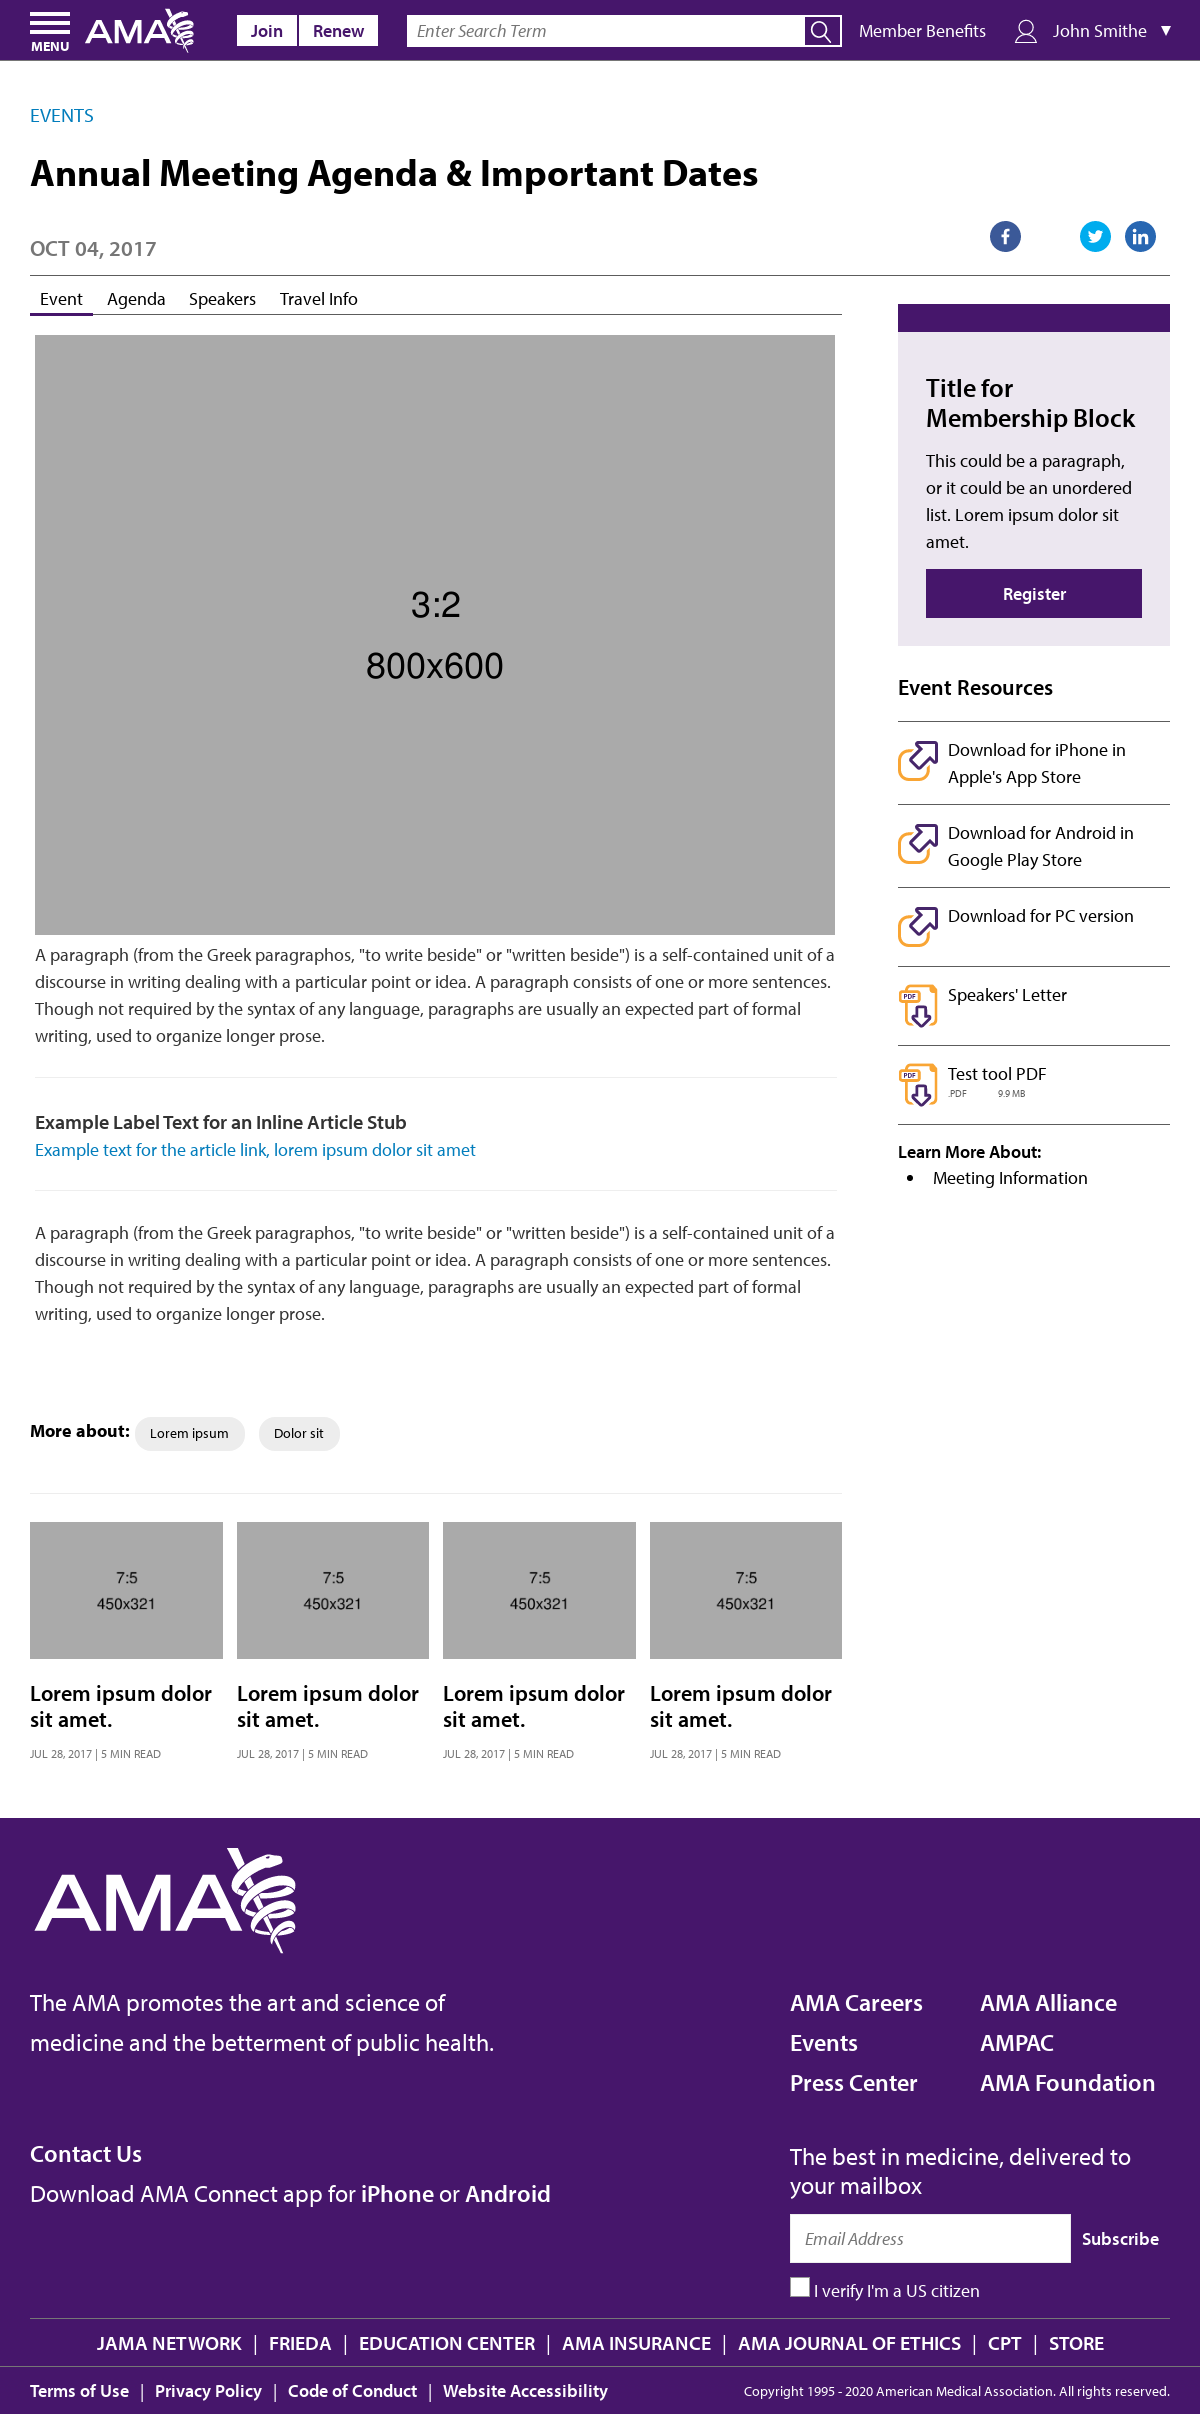 MENU
AMA
Join
Renew
Enter Search Term
Member Benefits
John Smithe ▼
EVENTS
Annual Meeting Agenda & Important Dates
OCT 04, 2017
Event
Agenda
Speakers
Travel Info
3:2
800x600
A paragraph (from the Greek paragraphos, "to write beside" or "written beside") is a self-contained unit of a
discourse in writing dealing with a particular point or idea. A paragraph consists of one or more sentences.
Though not required by the syntax of any language, paragraphs are usually an expected part of formal
writing, used to organize longer prose.
Example Label Text for an Inline Article Stub
Example text for the article link, lorem ipsum dolor sit amet
A paragraph (from the Greek paragraphos, "to write beside" or "written beside") is a self-contained unit of a
discourse in writing dealing with a particular point or idea. A paragraph consists of one or more sentences.
Though not required by the syntax of any language, paragraphs are usually an expected part of formal
writing, used to organize longer prose.
Title for
Membership Block
This could be a paragraph,
or it could be an unordered
list. Lorem ipsum dolor sit
amet.
Register
Event Resources
Download for iPhone in
Apple's App Store
Download for Android in
Google Play Store
Download for PC version
PDF
Speakers' Letter
PDF
Test tool PDF
.PDF 9.9 MB
Learn More About:
• Meeting Information
More about:
Lorem ipsum
Dolor sit
7:5
450x321
Lorem ipsum dolor
sit amet.
JUL 28, 2017 | 5 MIN READ
7:5
450x321
Lorem ipsum dolor
sit amet.
JUL 28, 2017 | 5 MIN READ
7:5
450x321
Lorem ipsum dolor
sit amet.
JUL 28, 2017 | 5 MIN READ
7:5
450x321
Lorem ipsum dolor
sit amet.
JUL 28, 2017 | 5 MIN READ
AMA
The AMA promotes the art and science of
medicine and the betterment of public health.
AMA Careers
Events
Press Center
AMA Alliance
AMPAC
AMA Foundation
Contact Us
Download AMA Connect app for iPhone or Android
The best in medicine, delivered to
your mailbox
Email Address
Subscribe
I verify I'm a US citizen
JAMA NETWORK | FRIEDA | EDUCATION CENTER | AMA INSURANCE | AMA JOURNAL OF ETHICS | CPT | STORE
Terms of Use | Privacy Policy | Code of Conduct | Website Accessibility
Copyright 1995 - 2020 American Medical Association. All rights reserved.